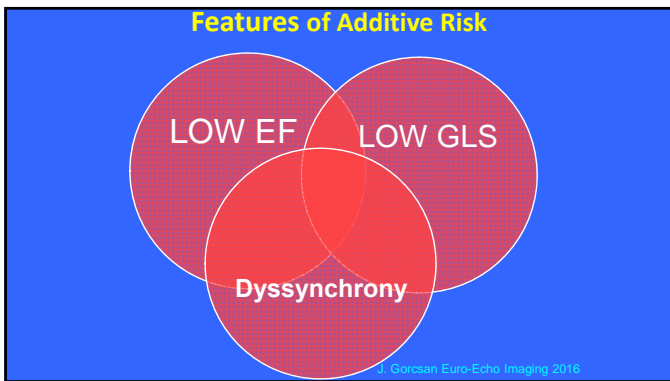 Features of Additive Risk
LOW EF
LOW GLS
Dyssynchrony
J. Gorcsan Euro-Echo Imaging 2016